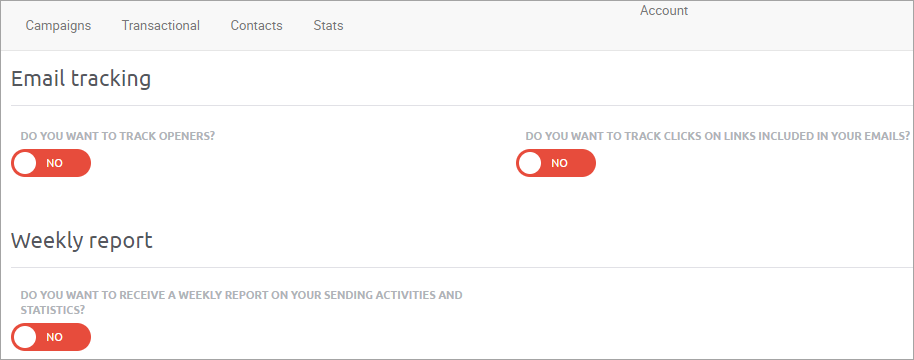 Campaigns Transactional Contacts Stats Account
Email tracking
DO YOU WANT TO TRACK OPENERS? DO YOU WANT TO TRACK CLICKS ON LINKS INCLUDED IN YOUR EMAILS?
NO NO
Weekly report
DO YOU WANT TO RECEIVE A WEEKLY REPORT ON YOUR SENDING ACTIVITIES AND
STATISTICS?
NO